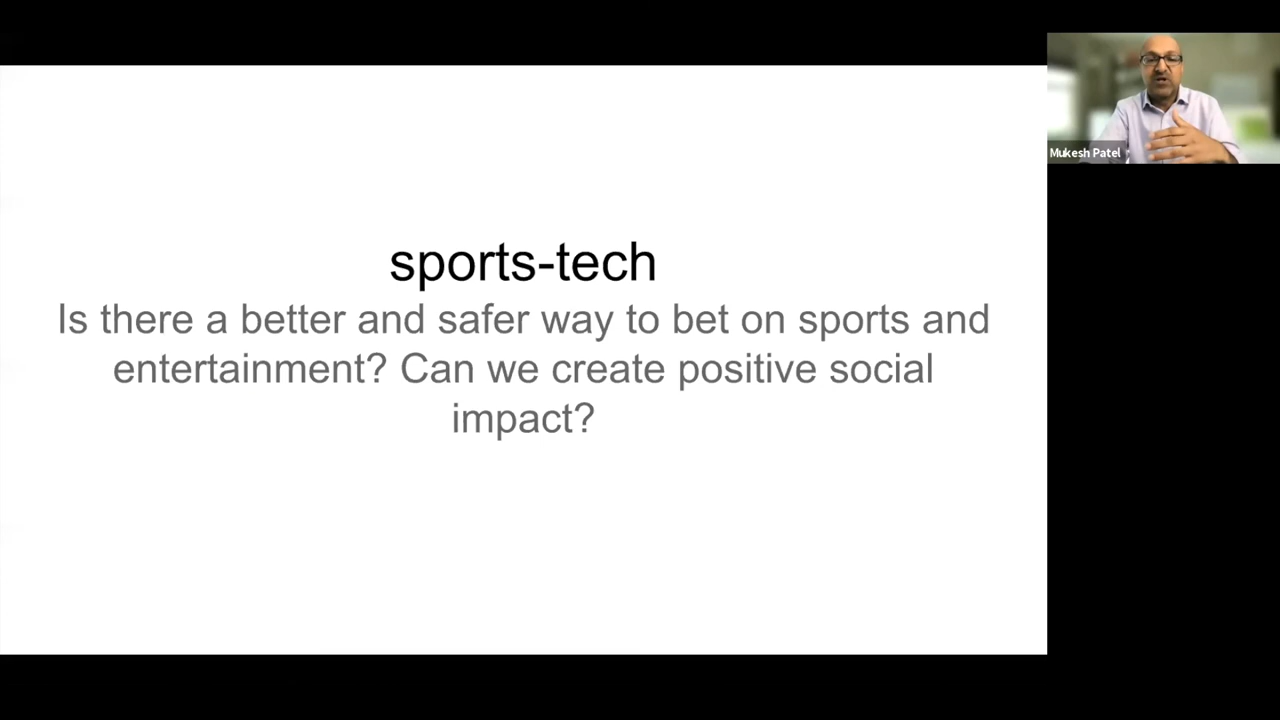 sports-tech
Is there a better and safer way to bet on sports and
entertainment? Can we create positive social
impact?
Mukesh Patel